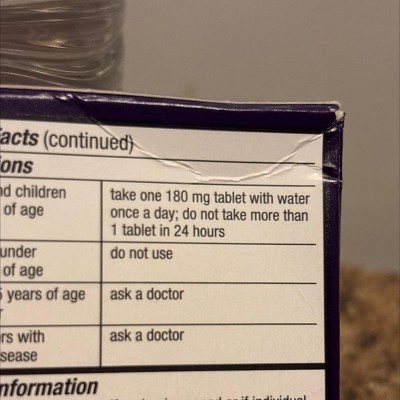 acts (continued)
ons
nd children
of age
take one 180 mg tablet with water
once a day; do not take more than
1 tablet in 24 hours
under
of age
do not use
5 years of age
ask a doctor
rs with
sease
ask a doctor
nformation